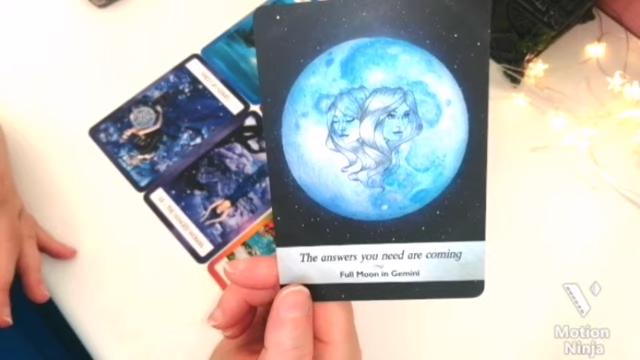 The answers you need are coming
Full Moon in Gemini
Motion
Ninja